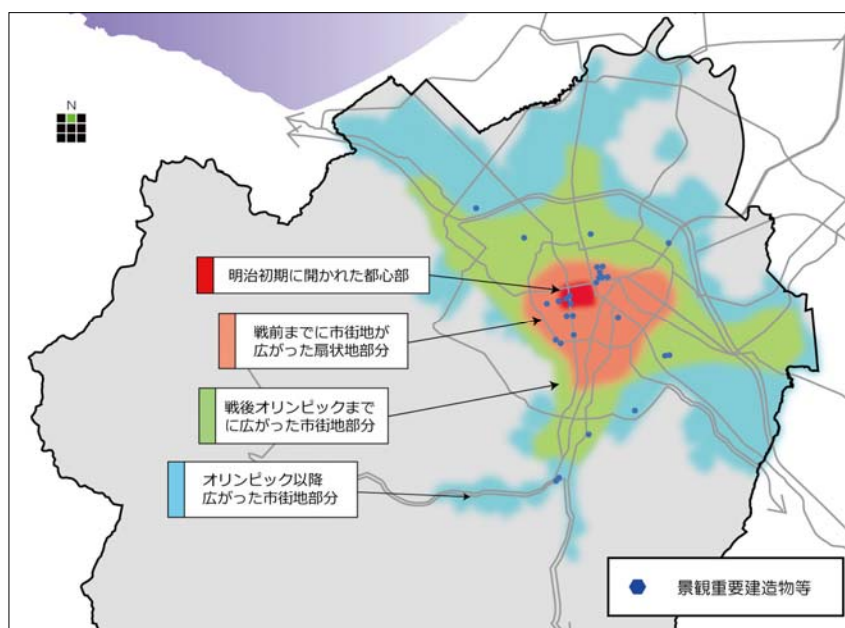 N
明治初期に開かれた都心部
戦前までに市街地が
広がった扇状地部分
戦後オリンピックまで
に広がった市街地部分
オリンピック以降
広がった市街地部分
景観重要建造物等